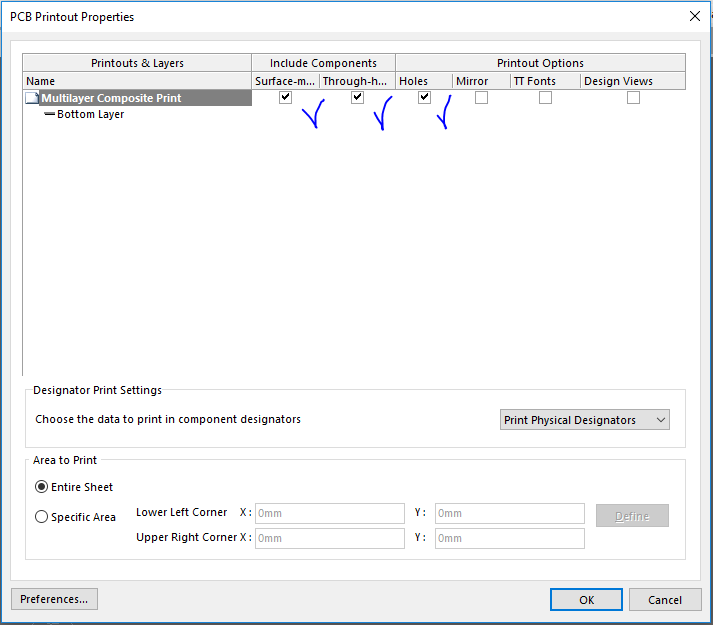 PCB Printout Properties
Printouts & Layers Include Components Printout Options
Name Surface-m... Through-h... Holes Mirror TT Fonts Design Views
Multilayer Composite Print
Bottom Layer
Designator Print Settings
Choose the data to print in component designators Print Physical Designators
Area to Print
Entire Sheet
Specific Area Lower Left Corner X : 0mm Y : 0mm Define
Upper Right Corner X : 0mm Y : 0mm
Preferences... OK Cancel